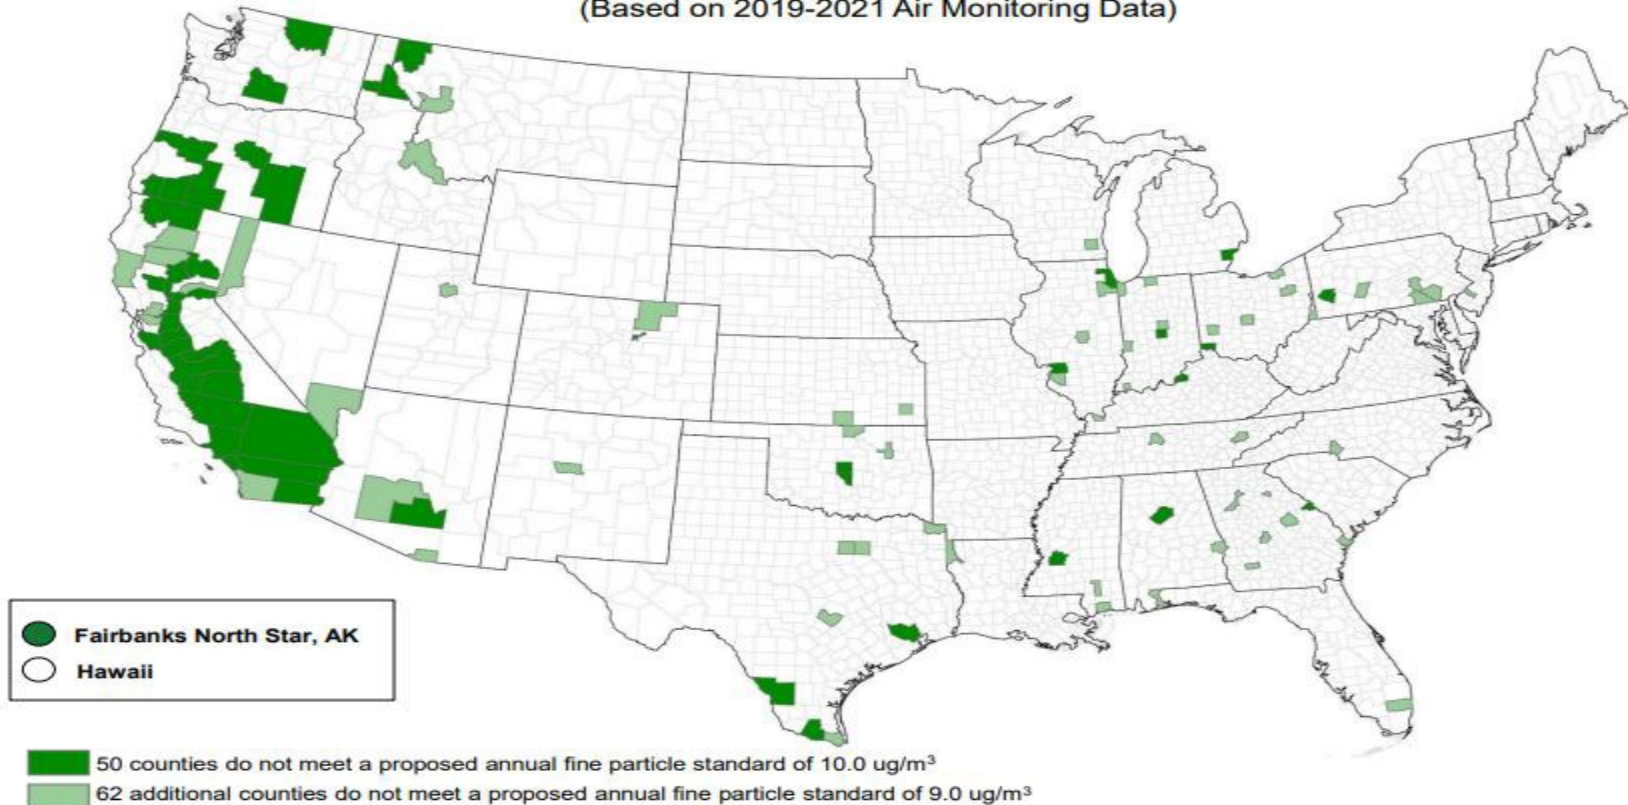 (Based on 2019-2021 Air Monitoring Data)
Fairbanks North Star, AK
Hawaii
50 counties do not meet a proposed annual fine particle standard of 10.0 ug/m³
62 additional counties do not meet a proposed annual fine particle standard of 9.0 ug/m³